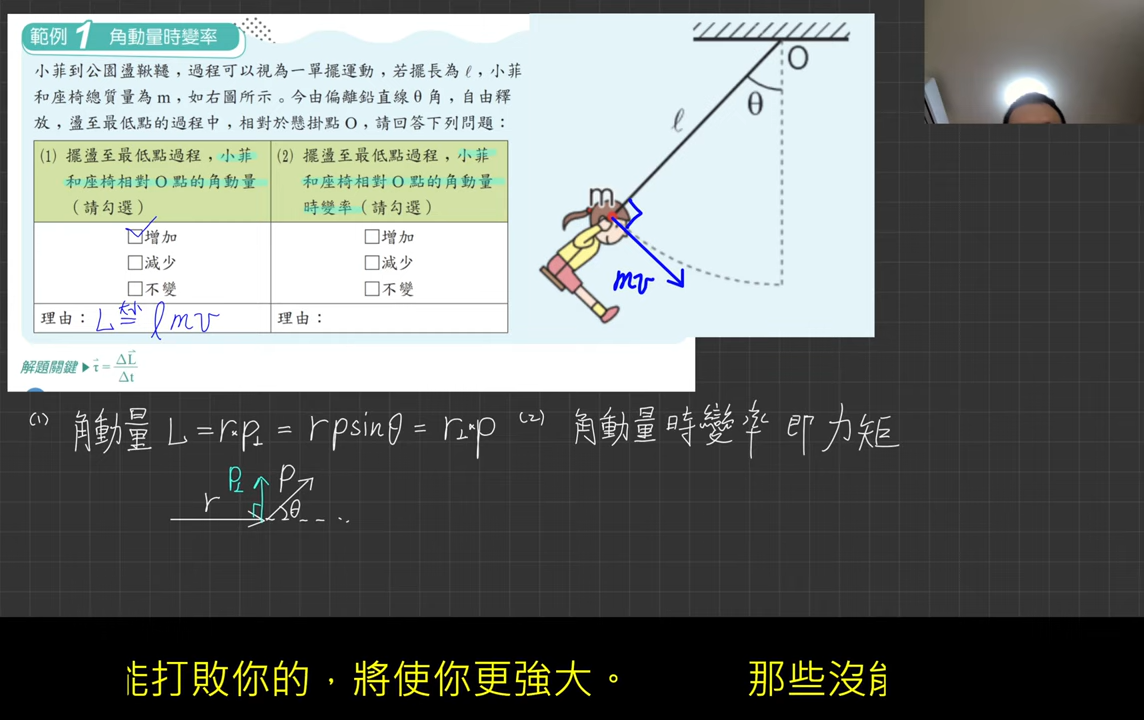 範例1 角動量時變率
小菲到公園盪鞦韆，過程可以視為一單擺運動，若擺長為ℓ，小菲
和座椅總質量為m，如右圖所示。今由偏離鉛直線θ角，自由釋
放，盪至最低點的過程中，相對於懸掛點O，請回答下列問題：
(1) 擺盪至最低點過程，小菲
和座椅相對O點的角動量
（請勾選）
☑增加
□減少
□不變
理由：L =大小 ℓmv
(2) 擺盪至最低點過程，小菲
和座椅相對O點的角動量
時變率（請勾選）
□增加
□減少
□不變
理由：
解題關鍵▶τ⃗=ΔL⃗/Δt
O
θ
ℓ
m
mv
(1) 角動量 L=r×p⊥ = rpsinθ = r⊥×p
(2) 角動量時變率即力矩
r
p⊥
p
θ
能打敗你的，將使你更強大。 那些沒能